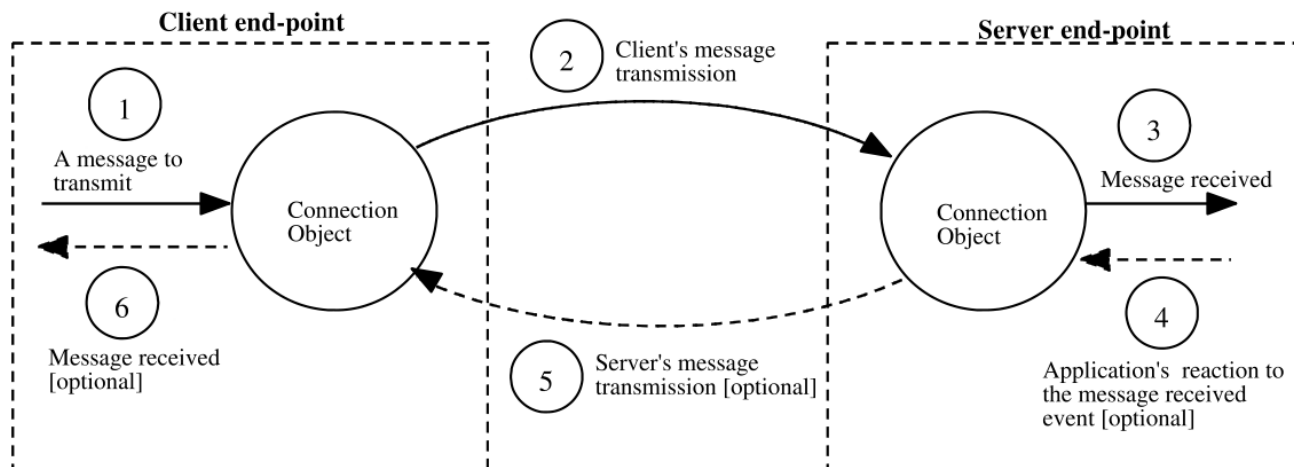 Client end-point
Server end-point
1
A message to
transmit
Connection
Object
6
Message received
[optional]
2
Client's message
transmission
5
Server's message
transmission [optional]
Connection
Object
3
Message received
4
Application's reaction to
the message received
event [optional]